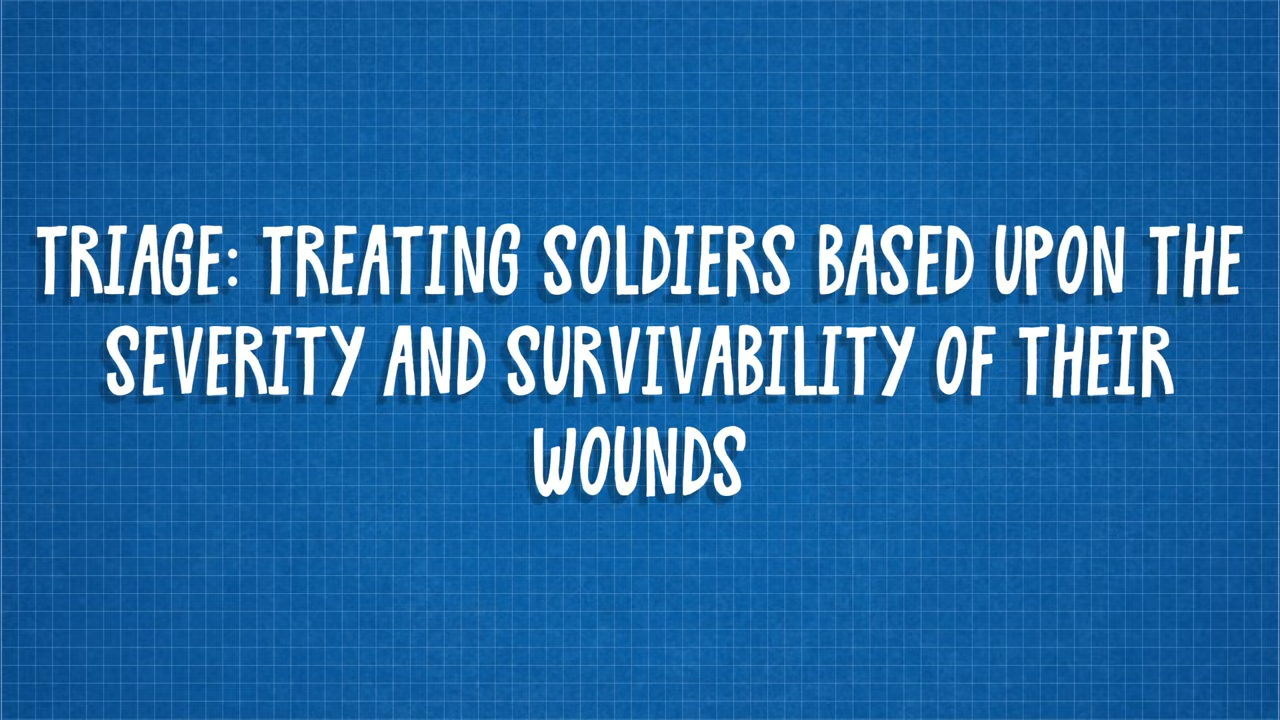 TRIAGE: TREATING SOLDIERS BASED UPON THE
SEVERITY AND SURVIVABILITY OF THEIR
WOUNDS